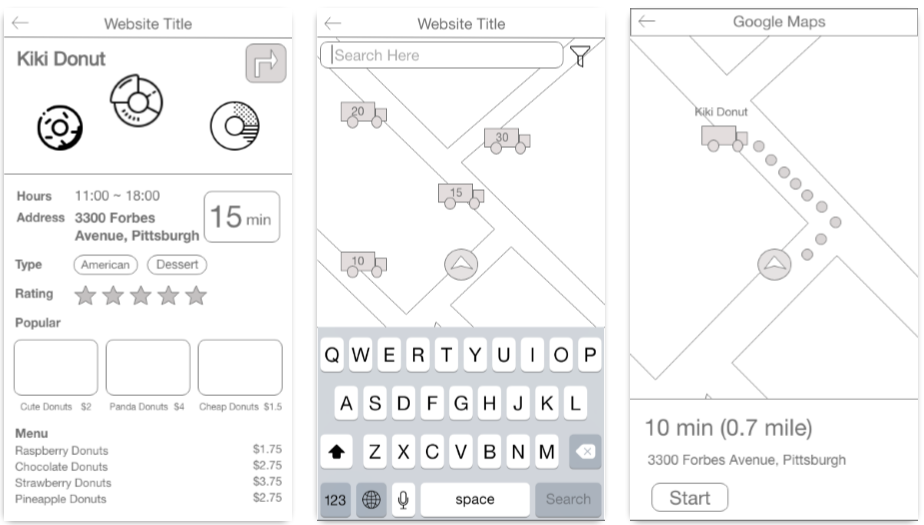 Website Title
Kiki Donut
Hours 11:00 ~ 18:00
Address 3300 Forbes
Avenue, Pittsburgh
15 min
Type American Dessert
Rating
Popular
Cute Donuts $2 Panda Donuts $4 Cheap Donuts $1.5
Menu
Raspberry Donuts $1.75
Chocolate Donuts $2.75
Strawberry Donuts $3.75
Pineapple Donuts $2.75
Website Title
Search Here
20
30
15
10
Q W E R T Y U I O P
A S D F G H J K L
Z X C V B N M
123 space Search
Google Maps
Kiki Donut
10 min (0.7 mile)
3300 Forbes Avenue, Pittsburgh
Start